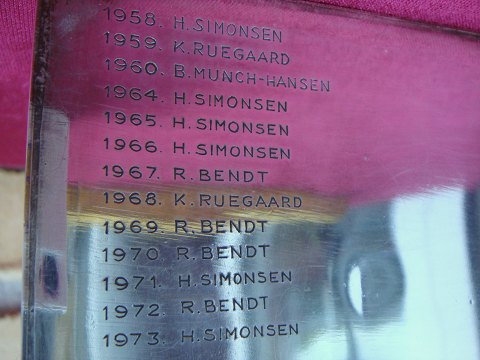 1958. H. SIMONSEN
1959. K. RUEGAARD
1960. B. MUNCH-HANSEN
1964. H. SIMONSEN
1965. H. SIMONSEN
1966. H. SIMONSEN
1967. R. BENDT
1968. K. RUEGAARD
1969. R. BENDT
1970. R. BENDT
1971. H. SIMONSEN
1972. R. BENDT
1973. H. SIMONSEN